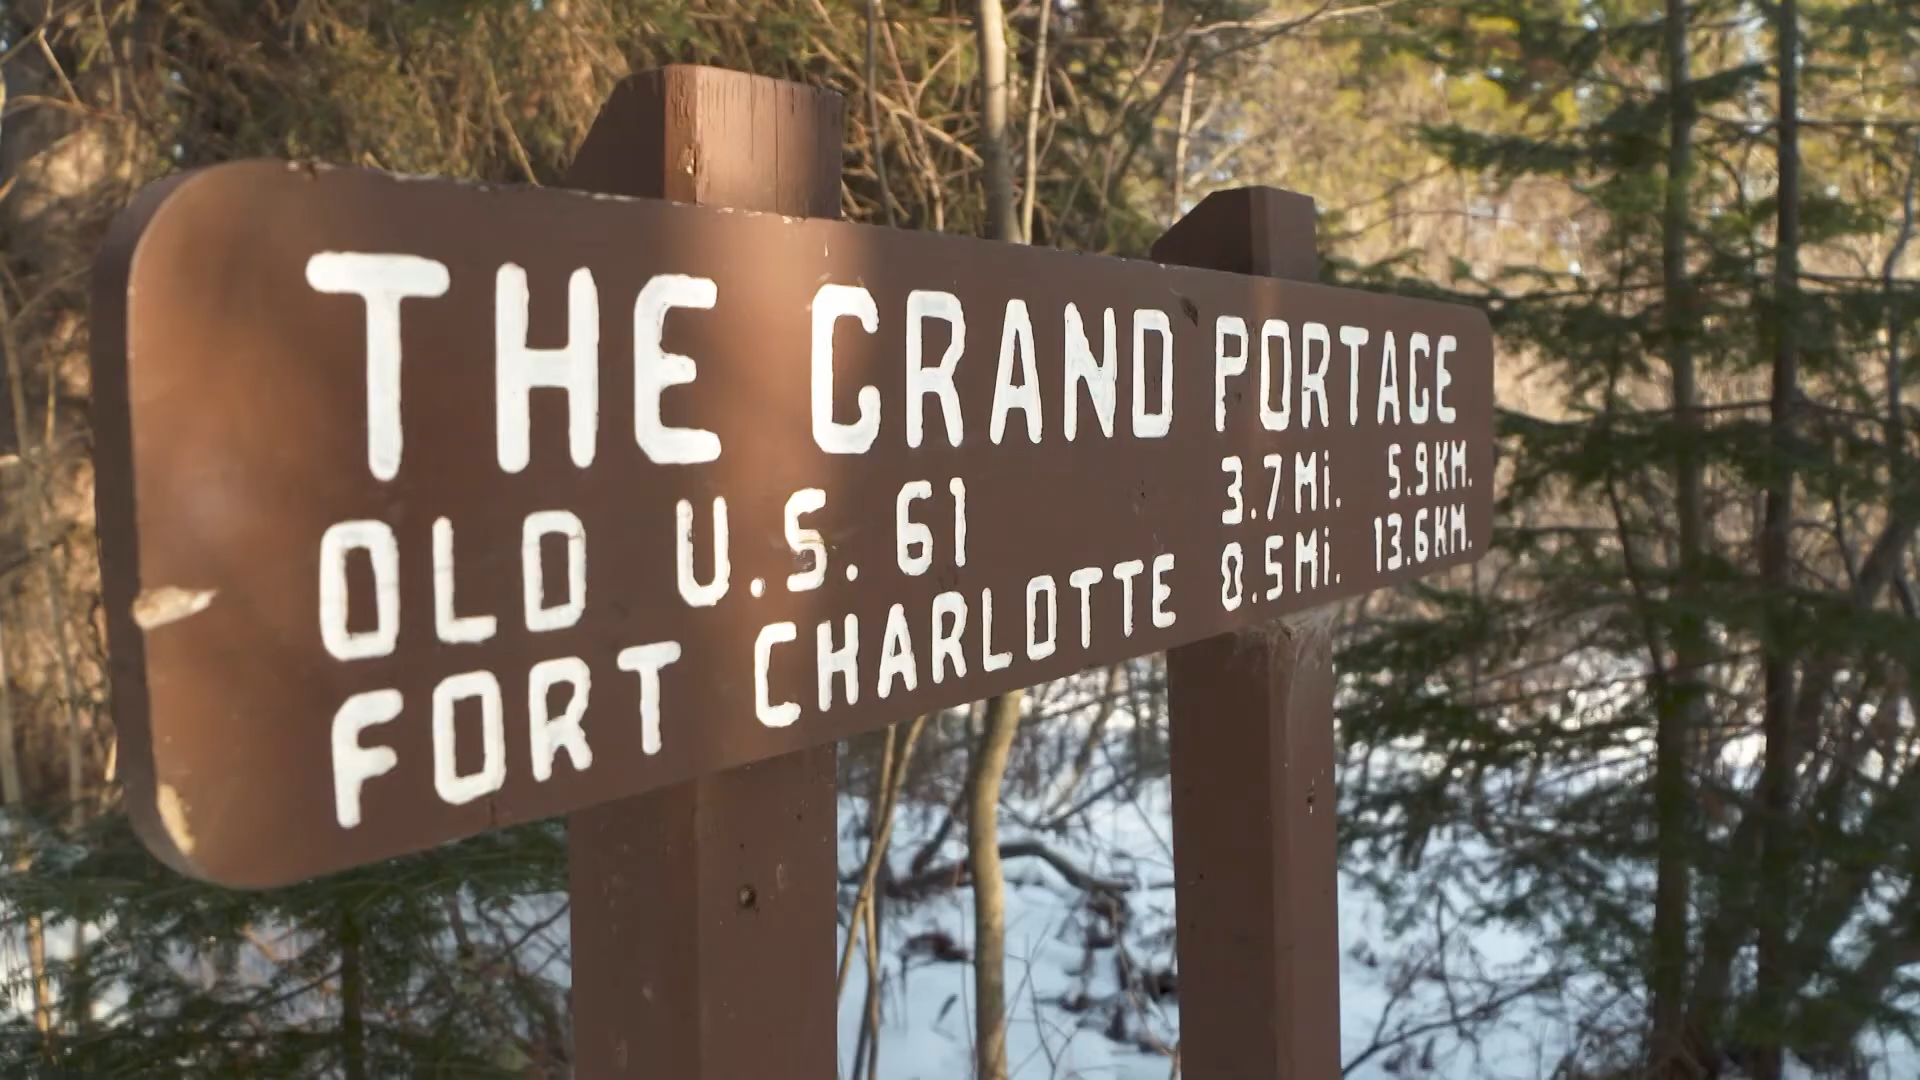 THE GRAND PORTAGE
OLD U.S. 61 3.7 Mi. 5.9 KM.
FORT CHARLOTTE 8.5 Mi. 13.6 KM.